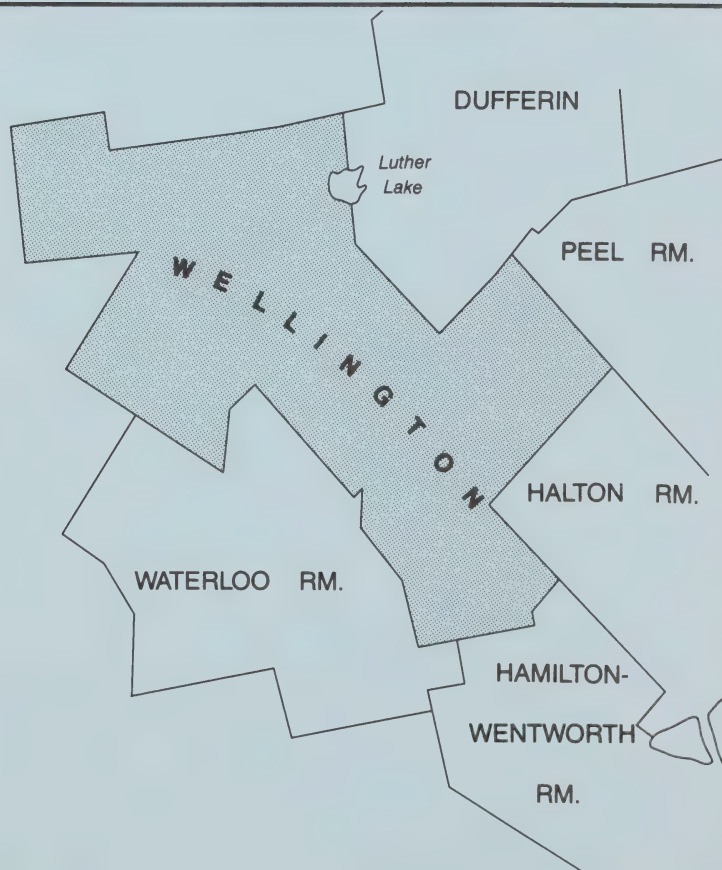 DUFFERIN
Luther
Lake
PEEL RM.
WELLINGTON
HALTON RM.
WATERLOO RM.
HAMILTON-
WENTWORTH
RM.